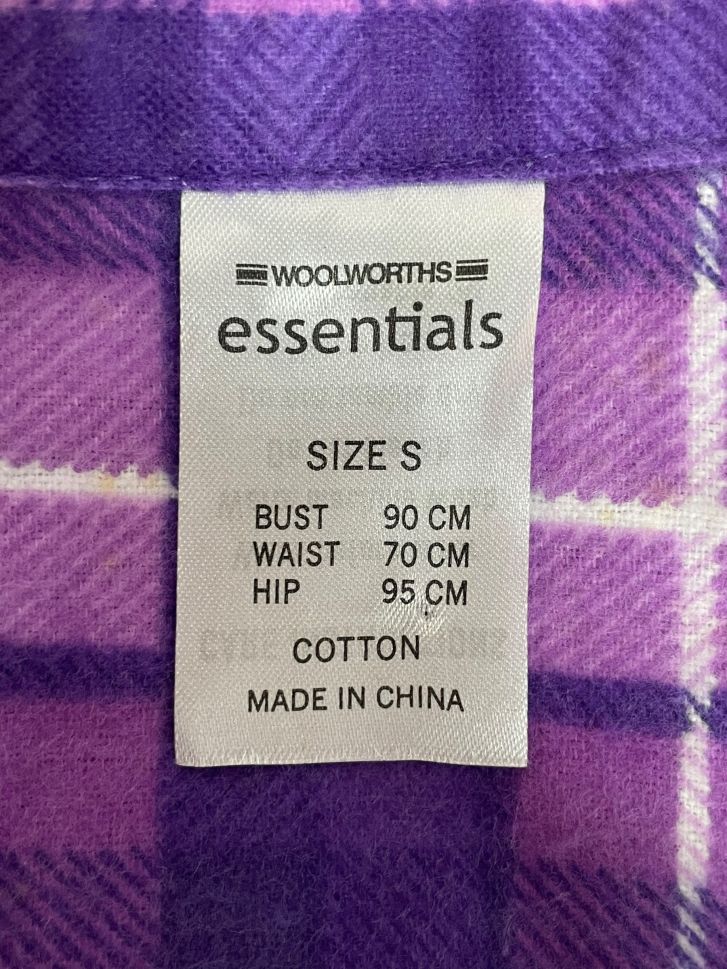 WOOLWORTHS
essentials
SIZE S
BUST 90 CM
WAIST 70 CM
HIP 95 CM
COTTON
MADE IN CHINA